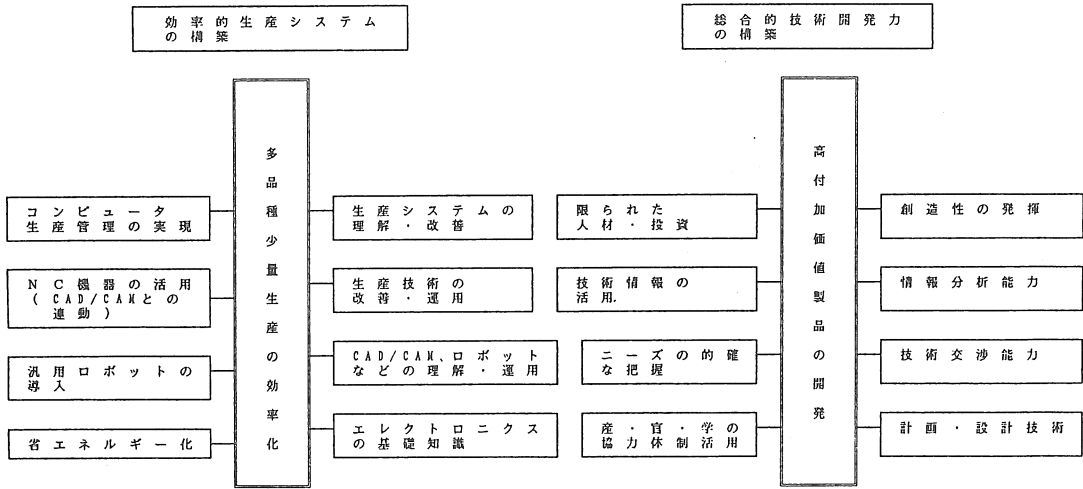 効率的生産システム
の構築
多品種少量生産の効率化
コンピュータ
生産管理の実現
NC機器の活用
(CAD/CAMとの
連動)
汎用ロボットの
導入
省エネルギー化
生産システムの
理解・改善
生産技術の
改善・運用
CAD/CAM、ロボット
などの理解・運用
エレクトロニクス
の基礎知識
総合的技術開発力
の構築
高付加価値製品の開発
限られた
人材・投資
技術情報の
活用.
ニーズの的確
な把握
産・官・学の
協力体制活用
創造性の発揮
情報分析能力
技術交渉能力
計画・設計技術